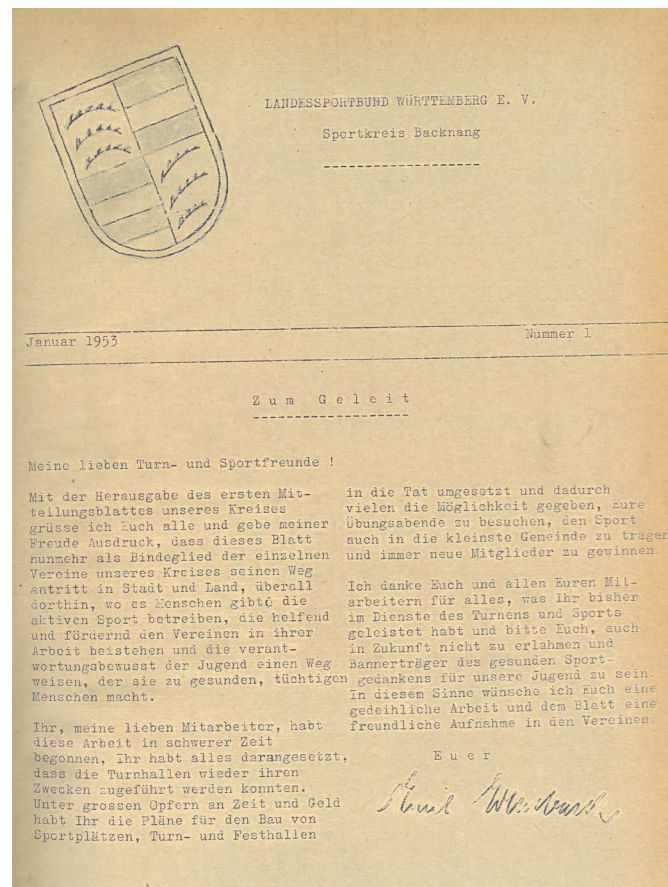 LANDESSPORTBUND WÜRTTEMBERG E. V.
Sportkreis Backnang
Januar 1953
Nummer 1
Zum Geleit
Meine lieben Turn- und Sportfreunde !
Mit der Herausgabe des ersten Mit-
teilungsblattes unseres Kreises
grüsse ich Euch alle und gebe meiner
Freude Ausdruck, dass dieses Blatt
nunmehr als Bindeglied der einzelnen
Vereine unseres Kreises seinen Weg
antritt in Stadt und Land, überall
dorthin, wo es Menschen gibt, die
aktiven Sport betreiben, die helfend
und fördernd den Vereinen in ihrer
Arbeit beistehen und die verant-
wortungsbewusst der Jugend einen Weg
weisen, der sie zu gesunden, tüchtigen
Menschen macht.
Ihr, meine lieben Mitarbeiter, habt
diese Arbeit in schwerer Zeit
begonnen, Ihr habt alles darangesetzt,
dass die Turnhallen wieder ihren
Zwecken zugeführt werden konnten.
Unter grossen Opfern an Zeit und Geld
habt Ihr die Pläne für den Bau von
Sportplätzen, Turn- und Festhallen
in die Tat umgesetzt und dadurch
vielen die Möglichkeit gegeben, Eure
Übungsabende zu besuchen, den Sport
auch in die kleinste Gemeinde zu tragen
und immer neue Mitglieder zu gewinnen.
Ich danke Euch und allen Euren Mit-
arbeitern für alles, was Ihr bisher
im Dienste des Turnens und Sports
geleistet habt und bitte Euch, auch
in Zukunft nicht zu erlahmen und
Bannerträger des gesunden Sport-
gedankens für unsere Jugend zu sein.
In diesem Sinne wünsche ich Euch eine
gedeihliche Arbeit und dem Blatt eine
freundliche Aufnahme in den Vereinen.
Euer